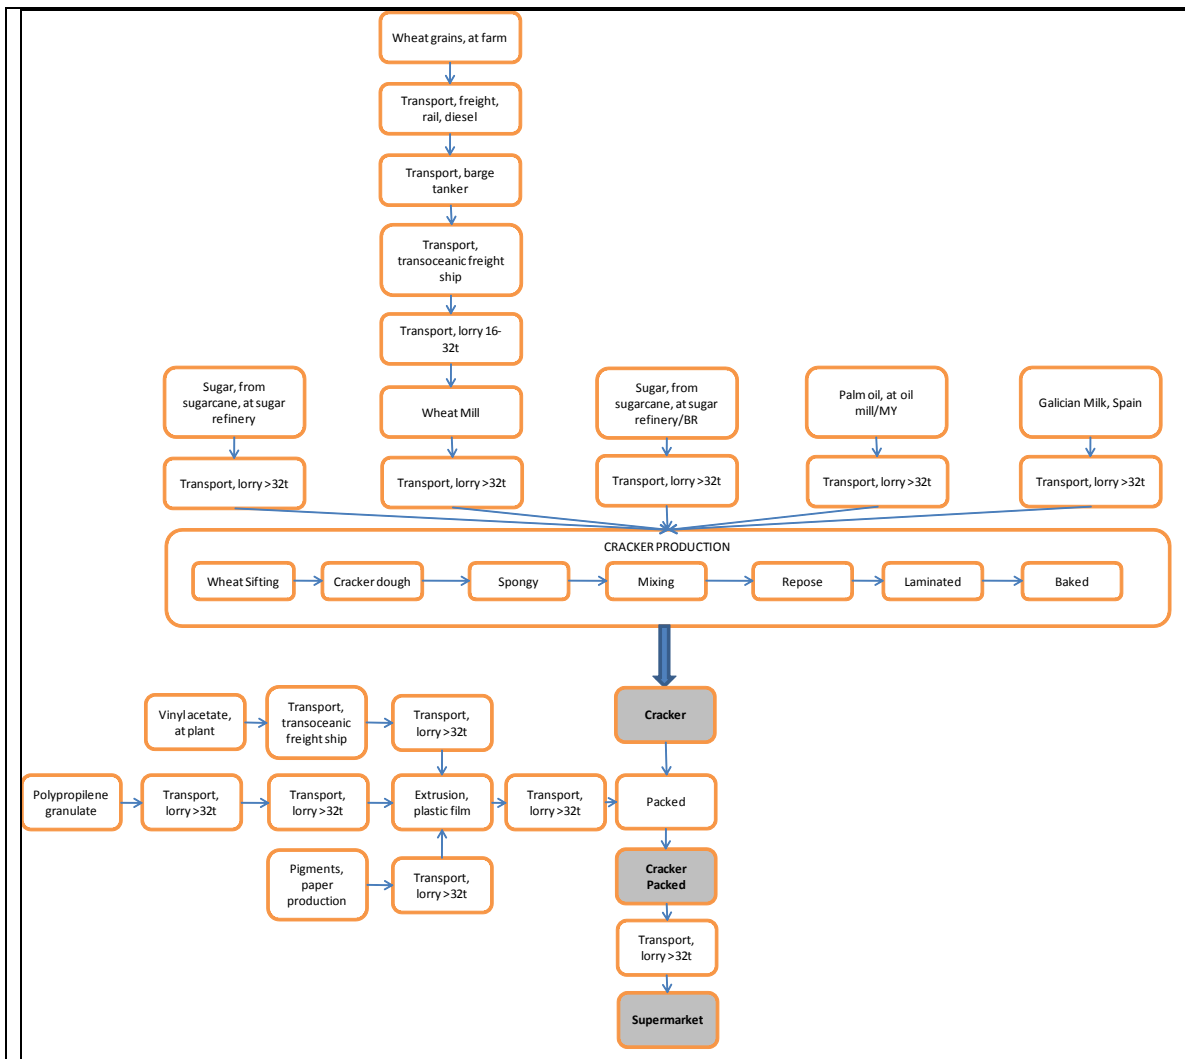 Wheat grains, at farm
Transport, freight,
rail, diesel
Transport, barge
tanker
Transport,
transoceanic freight
ship
Transport, lorry 16-
32t
Sugar, from
sugarcane, at sugar
refinery
Wheat Mill
Sugar, from
sugarcane, at sugar
refinery/BR
Palm oil, at oil
mill/MY
Galician Milk, Spain
Transport, lorry >32t
Transport, lorry >32t
Transport, lorry >32t
Transport, lorry >32t
Transport, lorry >32t
CRACKER PRODUCTION
Wheat Sifting
Cracker dough
Spongy
Mixing
Repose
Laminated
Baked
Vinyl acetate,
at plant
Transport,
transoceanic
freight ship
Transport,
lorry >32t
Cracker
Polypropilene
granulate
Transport,
lorry >32t
Transport,
lorry >32t
Extrusion,
plastic film
Transport,
lorry >32t
Packed
Pigments,
paper
production
Transport,
lorry >32t
Cracker
Packed
Transport,
lorry >32t
Supermarket